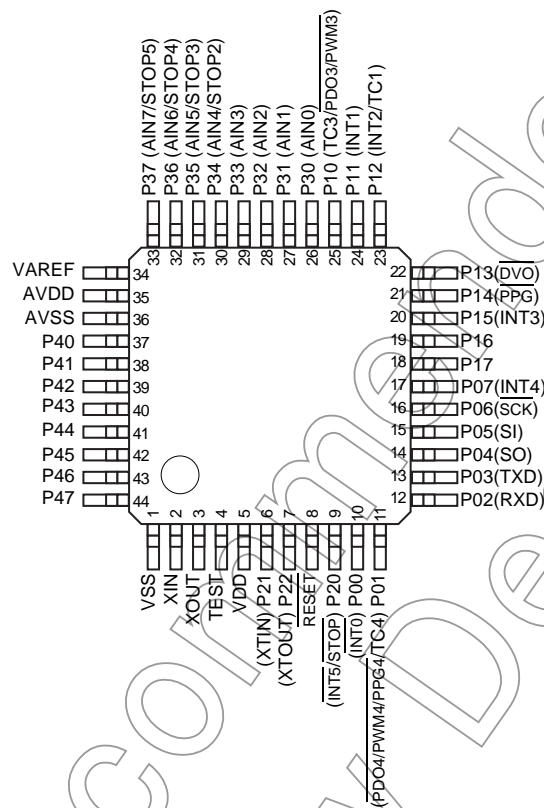 P37 (AIN7/STOP5)
P36 (AIN6/STOP4)
P35 (AIN5/STOP3)
P34 (AIN4/STOP2)
P33 (AIN3)
P32 (AIN2)
P31 (AIN1)
P30 (AIN0)
P10 (TC3/PDO3/PWM3)
P11 (INT1)
P12 (INT2/TC1)
33 32 31 30 29 28 27 26 25 24 23
VAREF 34
AVDD 35
AVSS 36
P40 37
P41 38
P42 39
P43 40
P44 41
P45 42
P46 43
P47 44
22 P13(DVO)
21 P14(PPG)
20 P15(INT3)
19 P16
18 P17
17 P07(INT4)
16 P06(SCK)
15 P05(SI)
14 P04(SO)
13 P03(TXD)
12 P02(RXD)
1 2 3 4 5 6 7 8 9 10 11
VSS
XIN
XOUT
TEST
VDD
(XTIN) P21
(XTOUT) P22
RESET
(INT5/STOP) P20
(INT0) P00
(PDO4/PWM4/PPG4/TC4) P01